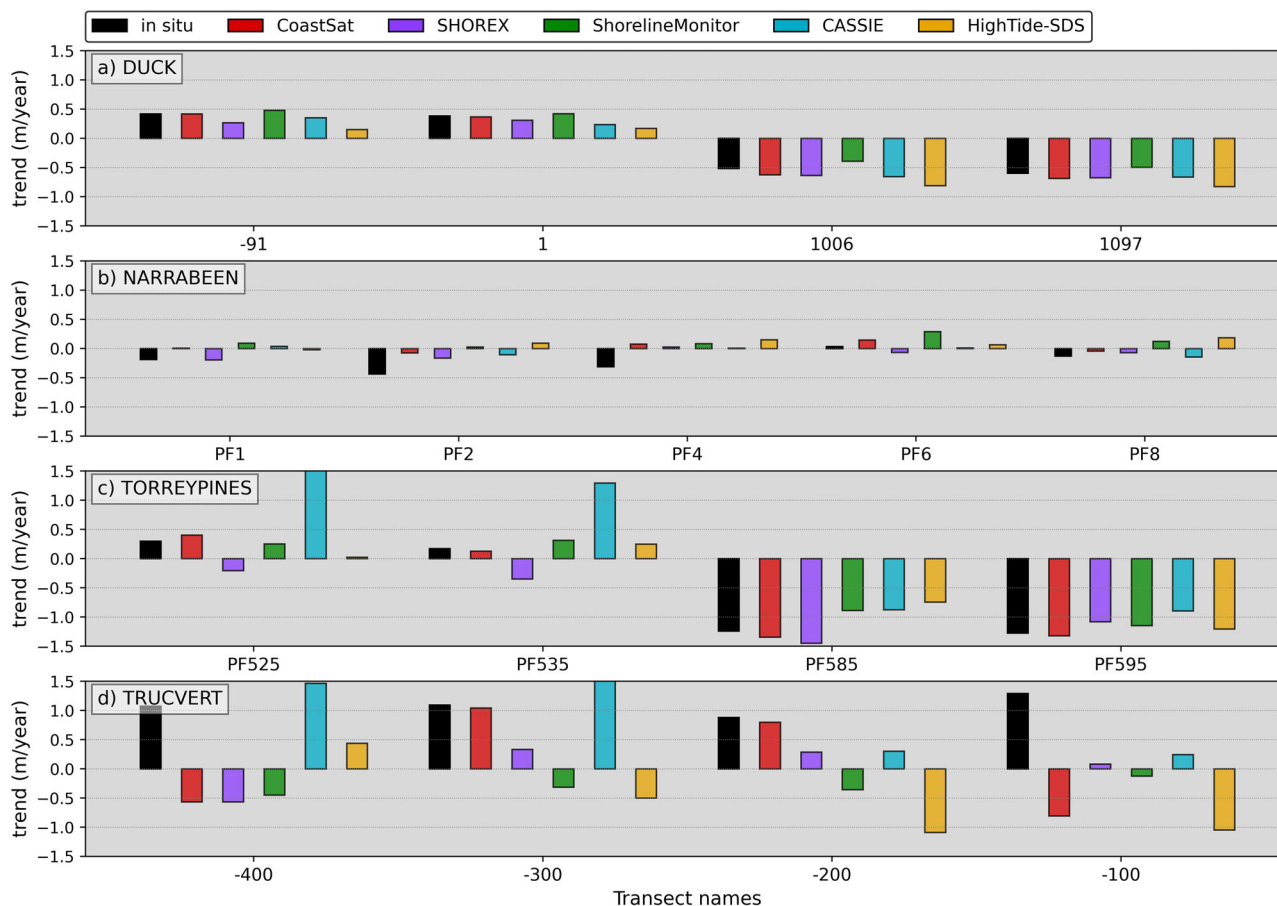 in situ CoastSat SHOREX ShorelineMonitor CASSIE HighTide-SDS
a) DUCK
trend (m/year)
1.5
1.0
0.5
0.0
−0.5
−1.0
−1.5
-91 1 1006 1097
b) NARRABEEN
trend (m/year)
1.5
1.0
0.5
0.0
−0.5
−1.0
−1.5
PF1 PF2 PF4 PF6 PF8
c) TORREYPINES
trend (m/year)
1.5
1.0
0.5
0.0
−0.5
−1.0
−1.5
PF525 PF535 PF585 PF595
d) TRUCVERT
trend (m/year)
1.5
1.0
0.5
0.0
−0.5
−1.0
−1.5
-400 -300 -200 -100
Transect names